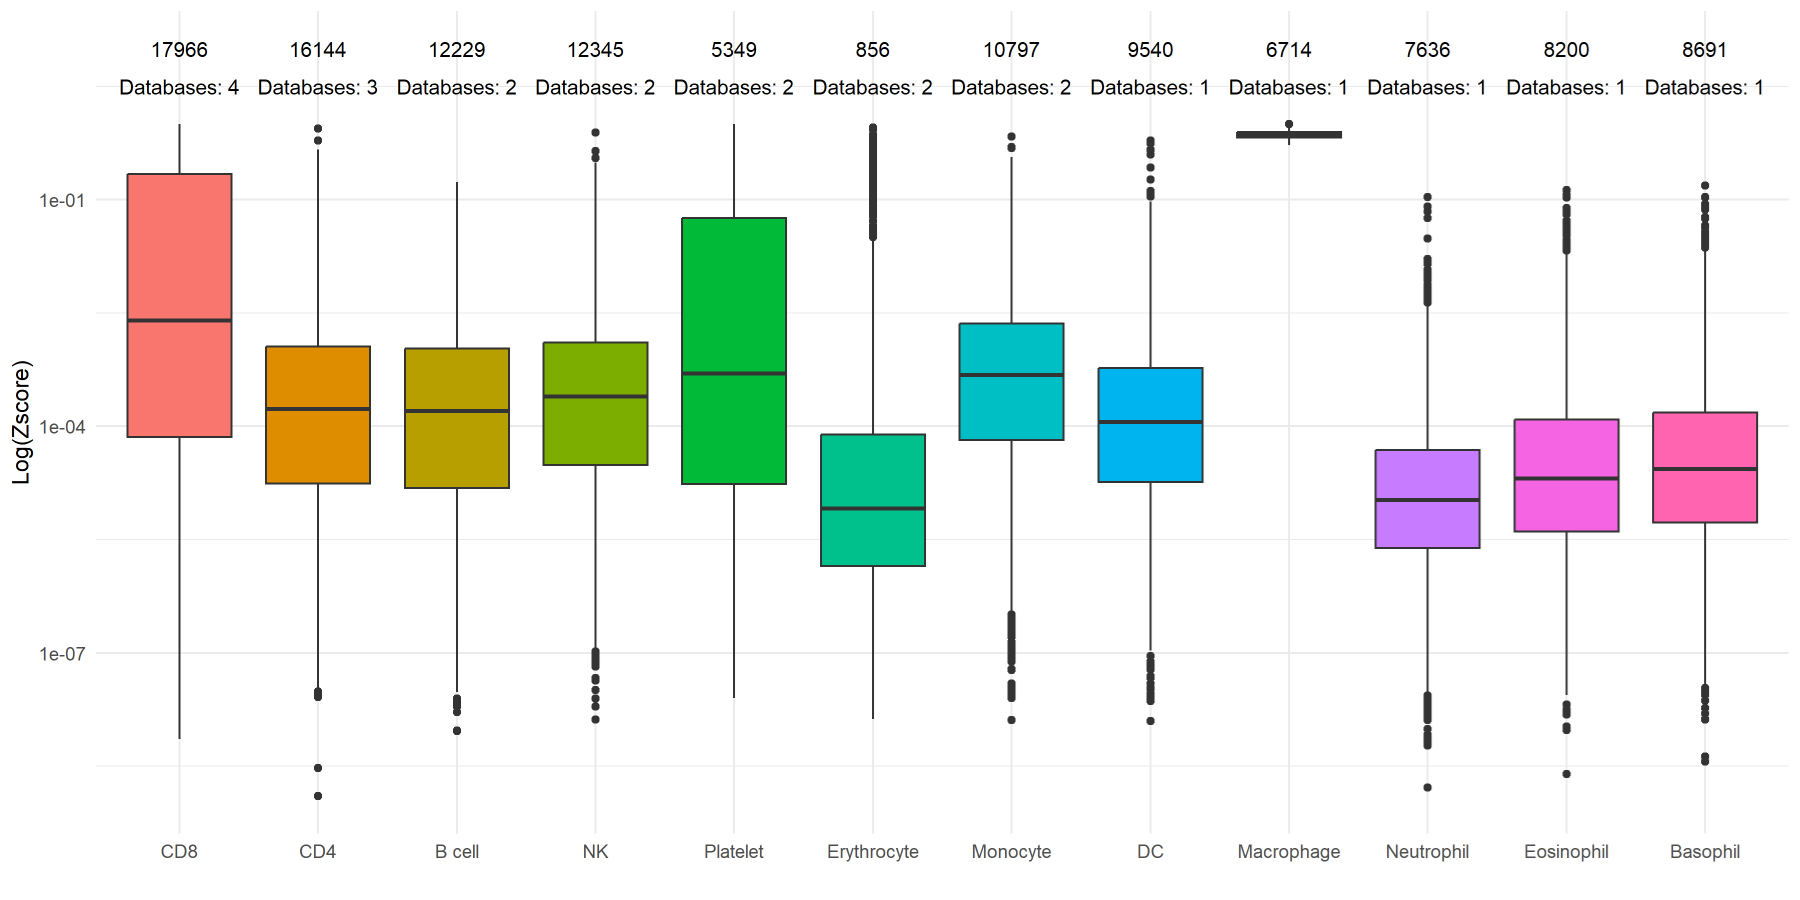 17966 16144 12229 12345 5349 856 10797 9540 6714 7636 8200 8691
Databases: 4 Databases: 3 Databases: 2 Databases: 2 Databases: 2 Databases: 2 Databases: 2 Databases: 1 Databases: 1 Databases: 1 Databases: 1 Databases: 1
1e-01
1e-04
1e-07
Log(Zscore)
CD8 CD4 B cell NK Platelet Erythrocyte Monocyte DC Macrophage Neutrophil Eosinophil Basophil